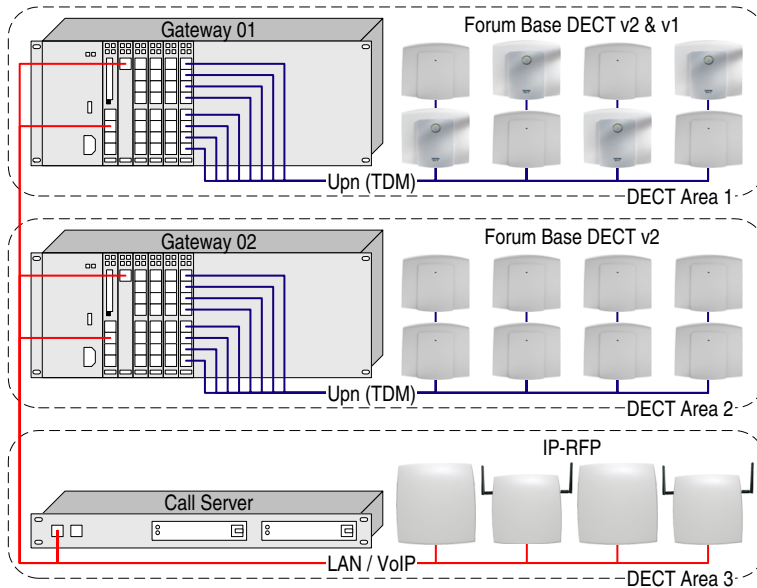 Gateway 01
Forum Base DECT v2 & v1
Upn (TDM)
DECT Area 1
Gateway 02
Forum Base DECT v2
Upn (TDM)
DECT Area 2
IP-RFP
Call Server
LAN / VoIP
DECT Area 3